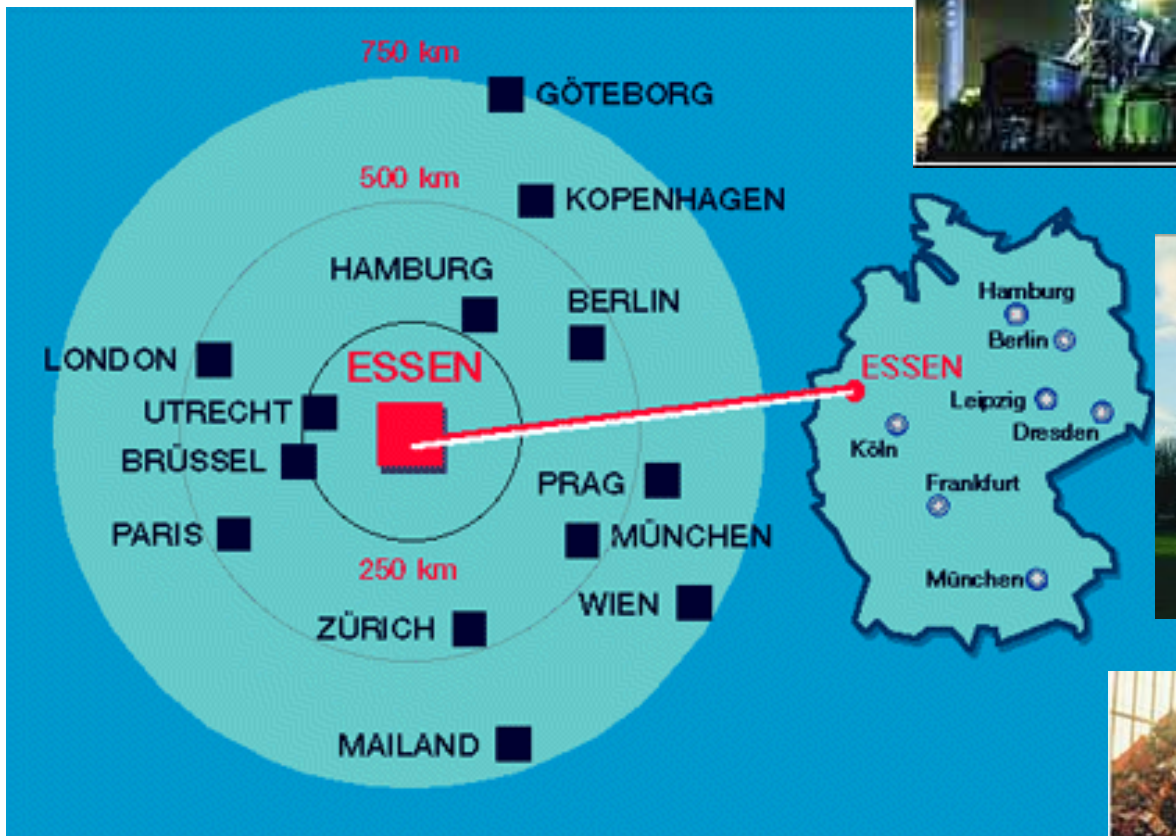 750 km
GÖTEBORG
500 km
KOPENHAGEN
HAMBURG
BERLIN
LONDON
ESSEN
UTRECHT
BRÜSSEL
PRAG
PARIS
MÜNCHEN
250 km
WIEN
ZÜRICH
MAILAND
Hamburg
Berlin
ESSEN
Leipzig
Dresden
Köln
Frankfurt
München